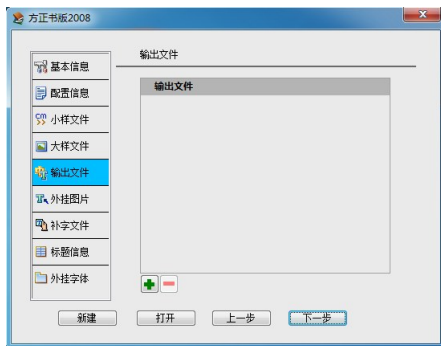 方正书版2008
基本信息
配置信息
小样文件
大样文件
输出文件
外挂图片
补字文件
标题信息
外挂字体
输出文件
输出文件
新建
打开
上一步
下一步